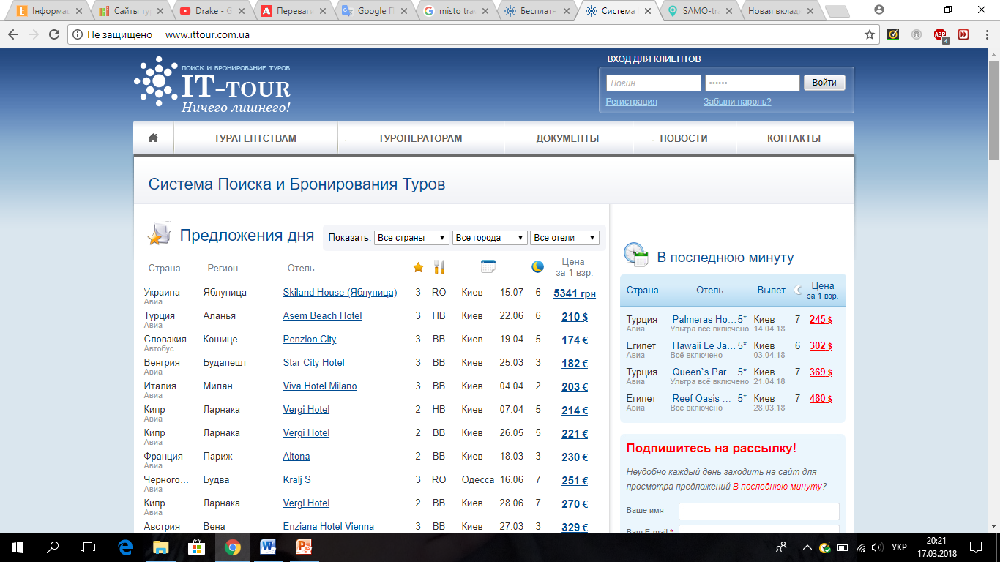 Інформа
Сайты ту
Drake - G
Переваги
Google П
misto tra
Бесплатн
Система
SAMO-tra
Новая вклад
Не защищено
www.ittour.com.ua
ABP
4
ПОИСК И БРОНИРОВАНИЕ ТУРОВ
IT-TOUR
Ничего лишнего!
ВХОД ДЛЯ КЛИЕНТОВ
Логин
••••••
Войти
Регистрация
Забыли пароль?
ТУРАГЕНТСТВАМ
ТУРОПЕРАТОРАМ
ДОКУМЕНТЫ
НОВОСТИ
КОНТАКТЫ
Система Поиска и Бронирования Туров
Предложения дня
Показать: Все страны Все города Все отели
Страна Регион Отель Цена
за 1 взр.
Украина Яблуница Skiland House (Яблуница) 3 RO Киев 15.07 6 5341 грн
Авиа
Турция Аланья Asem Beach Hotel 3 HB Киев 22.06 6 210 $
Авиа
Словакия Кошице Penzion City 3 BB Киев 19.04 5 174 €
Автобус
Венгрия Будапешт Star City Hotel 3 BB Киев 25.03 3 182 €
Авиа
Италия Милан Viva Hotel Milano 3 BB Киев 04.04 2 203 €
Авиа
Кипр Ларнака Vergi Hotel 2 HB Киев 07.04 5 214 €
Авиа
Кипр Ларнака Vergi Hotel 2 BB Киев 26.05 5 221 €
Авиа
Франция Париж Altona 2 BB Киев 18.03 3 230 €
Авиа
Черного... Будва Kralj S 3 RO Одесса 16.06 7 251 €
Авиа
Кипр Ларнака Vergi Hotel 2 BB Киев 28.06 7 270 €
Авиа
Австрия Вена Enziana Hotel Vienna 3 BB Киев 27.03 3 329 €
В последнюю минуту
Страна Отель Вылет Цена
за 1 взр.
Турция Palmeras Ho... 5* Киев 7 245 $
Авиа Ультра всё включено 14.04.18
Египет Hawaii Le Ja... 5* Киев 6 302 $
Авиа Всё включено 03.04.18
Турция Queen`s Par... 5* Киев 7 369 $
Авиа Ультра всё включено 21.04.18
Египет Reef Oasis ... 5* Киев 7 480 $
Авиа Всё включено 28.03.18
Подпишитесь на рассылку!
Неудобно каждый день заходить на сайт для
просмотра предложений В последнюю минуту?
Ваше имя
Ваш E-mail *
УКР
20:21
17.03.2018